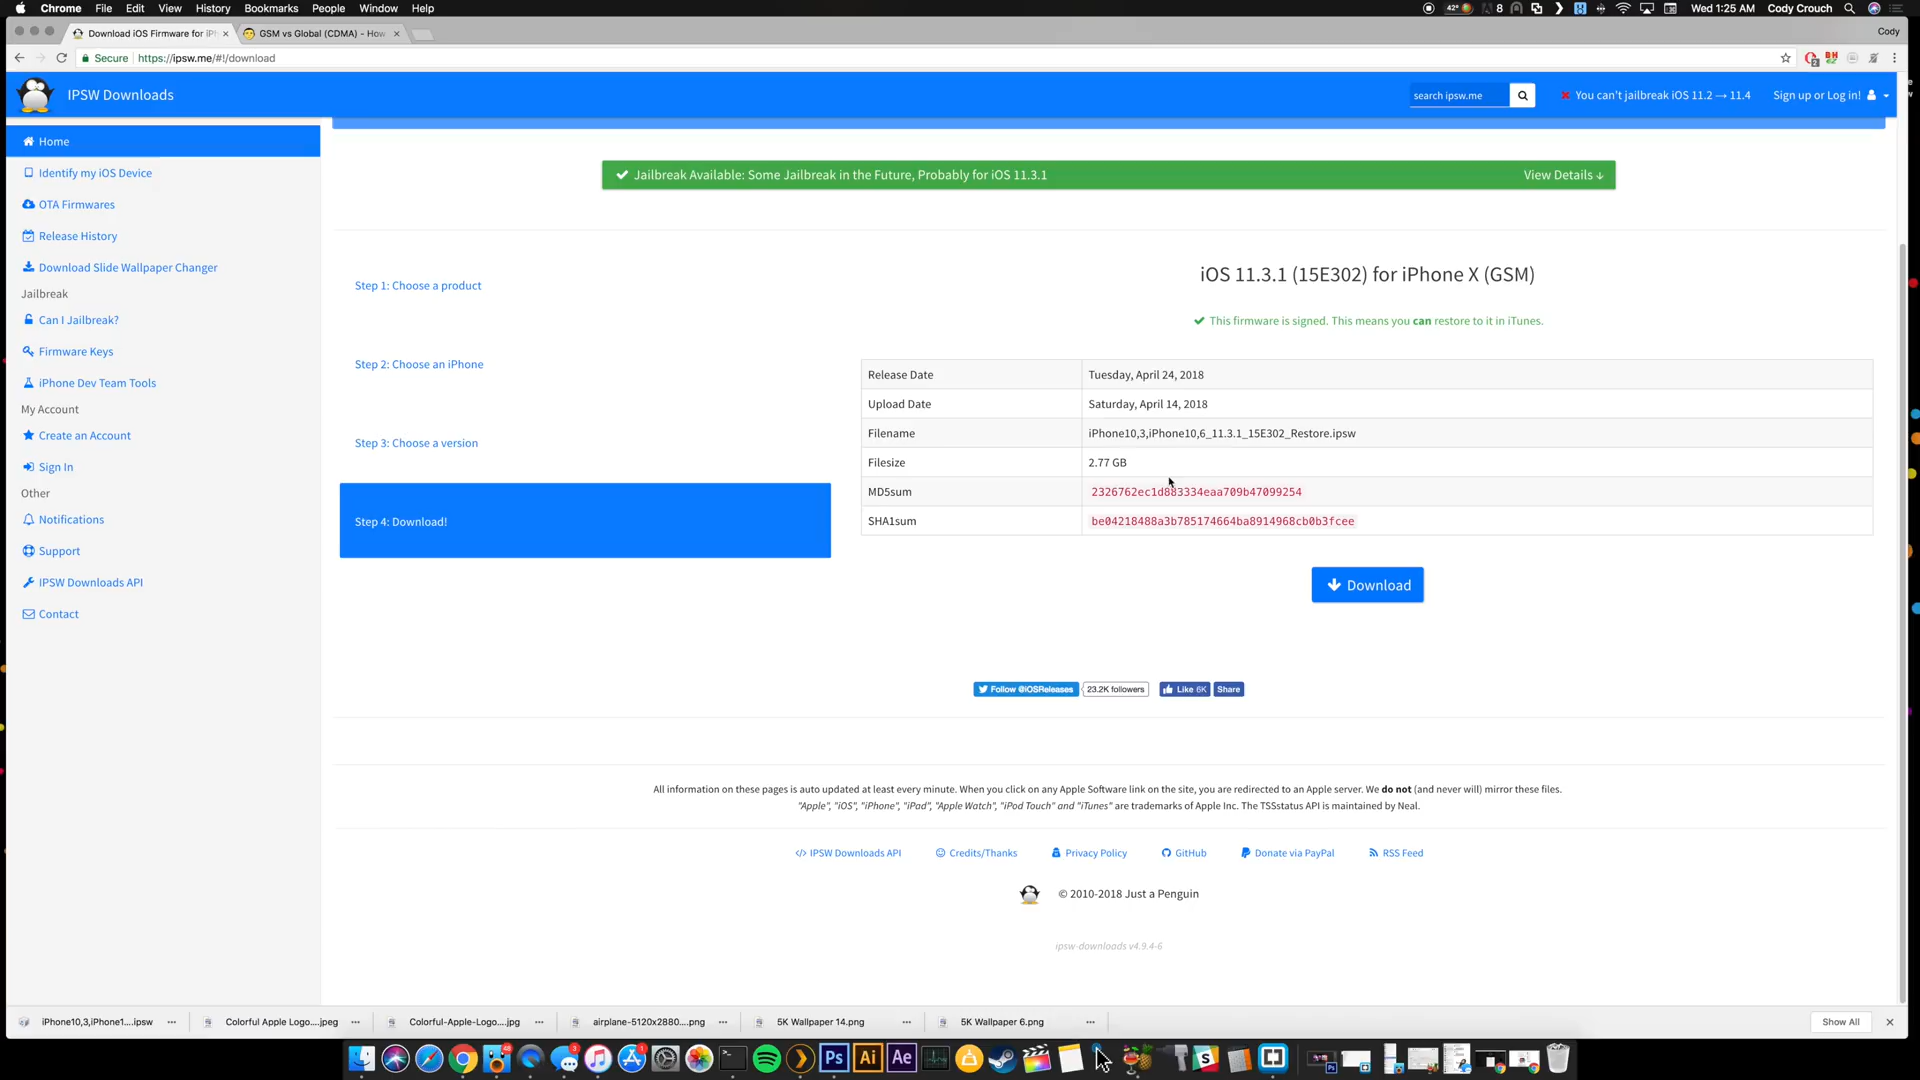 Chrome File Edit View History Bookmarks People Window Help
42° 8 Wed 1:25 AM Cody Crouch
Download iOS Firmware for iPh GSM vs Global (CDMA) - How Cody
Secure https://ipsw.me/#!/download
IPSW Downloads
search ipsw.me You can't jailbreak iOS 11.2 → 11.4 Sign up or Log in!
Home
Identify my iOS Device
OTA Firmwares
Release History
Download Slide Wallpaper Changer
Jailbreak
Can I Jailbreak?
Firmware Keys
iPhone Dev Team Tools
My Account
Create an Account
Sign In
Other
Notifications
Support
IPSW Downloads API
Contact
Jailbreak Available: Some Jailbreak in the Future, Probably for iOS 11.3.1 View Details ↓
Step 1: Choose a product
Step 2: Choose an iPhone
Step 3: Choose a version
Step 4: Download!
iOS 11.3.1 (15E302) for iPhone X (GSM)
This firmware is signed. This means you can restore to it in iTunes.
Release Date Tuesday, April 24, 2018
Upload Date Saturday, April 14, 2018
Filename iPhone10,3,iPhone10,6_11.3.1_15E302_Restore.ipsw
Filesize 2.77 GB
MD5sum 2326762ec1d883334eaa709b47099254
SHA1sum be04218488a3b785174664ba8914968cb0b3fcee
Download
Follow @iOSReleases 23.2K followers Like 6K Share
All information on these pages is auto updated at least every minute. When you click on any Apple Software link on the site, you are redirected to an Apple server. We do not (and never will) mirror these files.
"Apple", "iOS", "iPhone", "iPad", "Apple Watch", "iPod Touch" and "iTunes" are trademarks of Apple Inc. The TSSstatus API is maintained by Neal.
</> IPSW Downloads API Credits/Thanks Privacy Policy GitHub Donate via PayPal RSS Feed
© 2010-2018 Just a Penguin
ipsw-downloads v4.9.4-6
iPhone10,3,iPhone1....ipsw Colorful Apple Logo....jpeg Colorful-Apple-Logo....jpg airplane-5120x2880....png 5K Wallpaper 14.png 5K Wallpaper 6.png Show All
Ps Ai Ae